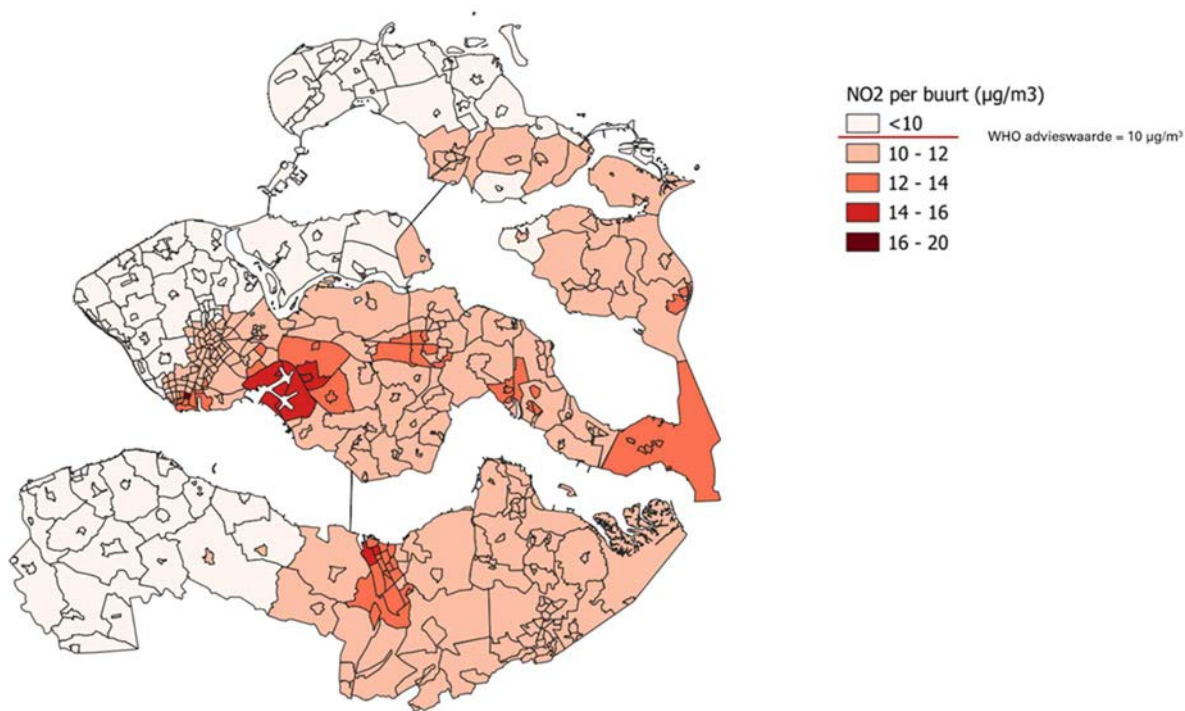 NO2 per buurt (µg/m3)
<10
WHO advieswaarde = 10 µg/m³
10 - 12
12 - 14
14 - 16
16 - 20